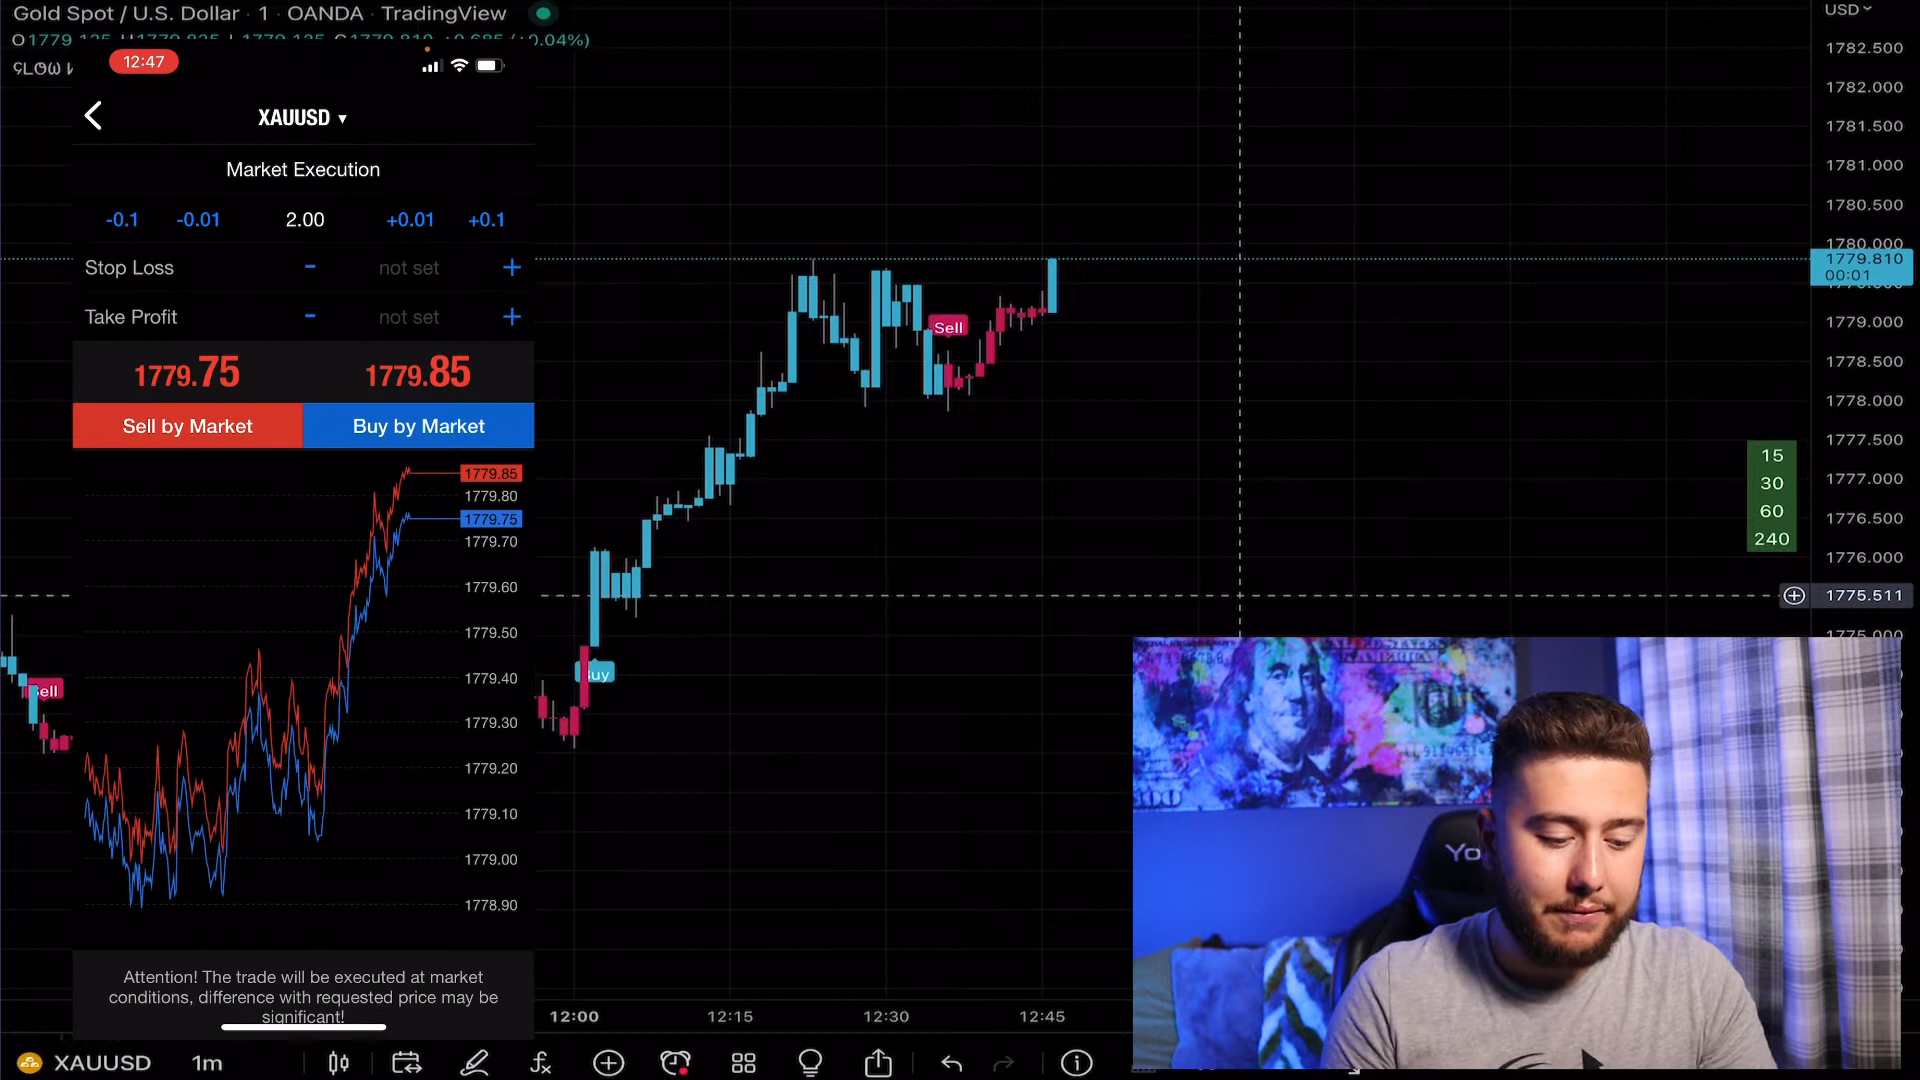 Gold Spot / U.S. Dollar · 1 · OANDA · TradingView
12:47
XAUUSD ▾
Market Execution
-0.1 -0.01 2.00 +0.01 +0.1
Stop Loss - not set +
Take Profit - not set +
1779.75 1779.85
Sell by Market Buy by Market
1779.85
1779.80
1779.75
1779.70
1779.60
1779.50
1779.40
1779.30
1779.20
1779.10
1779.00
1778.90
Attention! The trade will be executed at market
conditions, difference with requested price may be
significant!
Sell
USD
1782.500
1782.000
1781.500
1781.000
1780.500
1780.000
1779.810
00:01
1779.000
1778.500
1778.000
1777.500
1777.000
1776.500
1776.000
1775.511
1775.000
15
30
60
240
12:00 12:15 12:30 12:45
XAUUSD 1m